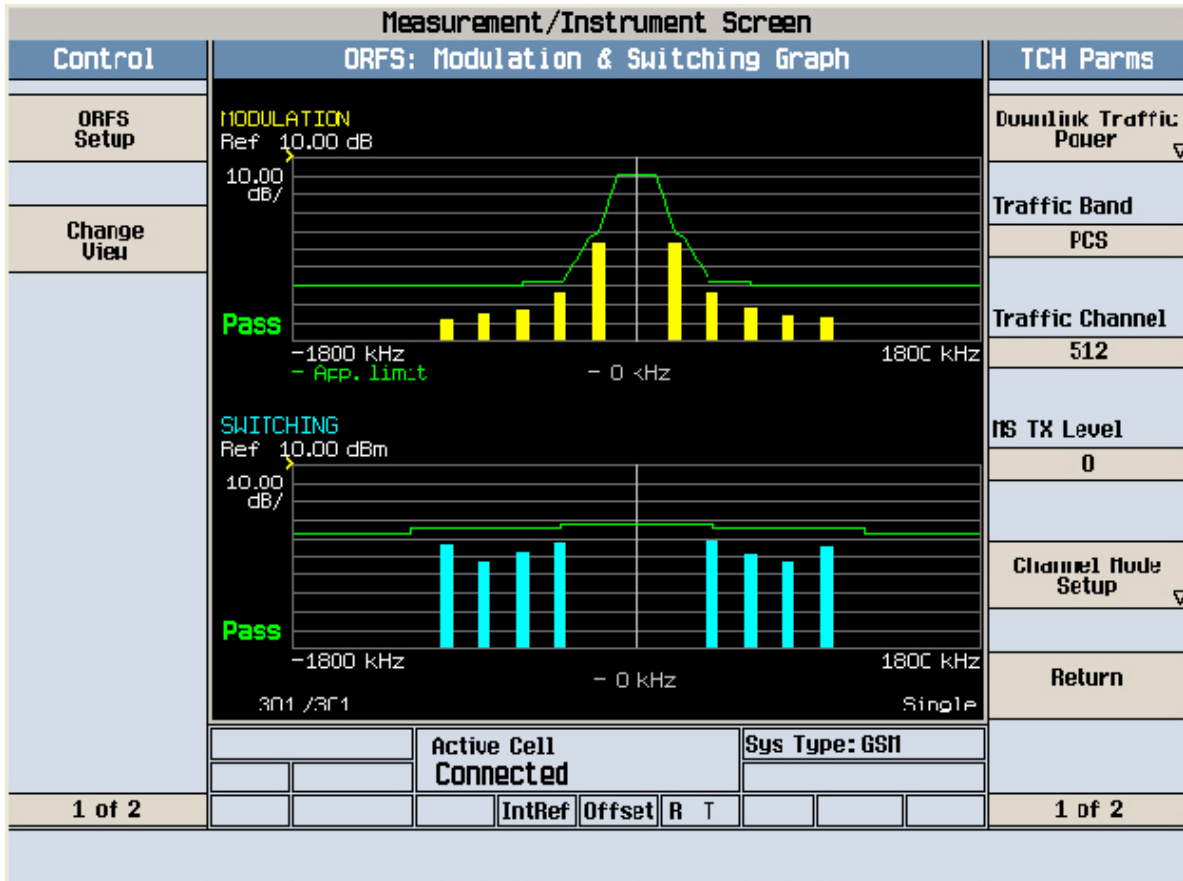 Measurement/Instrument Screen
Control
ORFS: Modulation & Switching Graph
TCH Parms
ORFS
Setup
Change
View
1 of 2
MODULATION
Ref 10.00 dB
10.00
dB/
Pass
-1800 kHz
1800 kHz
- App. limit
- 0 kHz
SWITCHING
Ref 10.00 dBm
10.00
dB/
Pass
-1800 kHz
1800 kHz
- 0 kHz
301 /301
Single
Active Cell
Connected
Sys Type: GSM
IntRef
Offset
R T
Downlink Traffic
Power
Traffic Band
PCS
Traffic Channel
512
MS TX Level
0
Channel Mode
Setup
Return
1 of 2